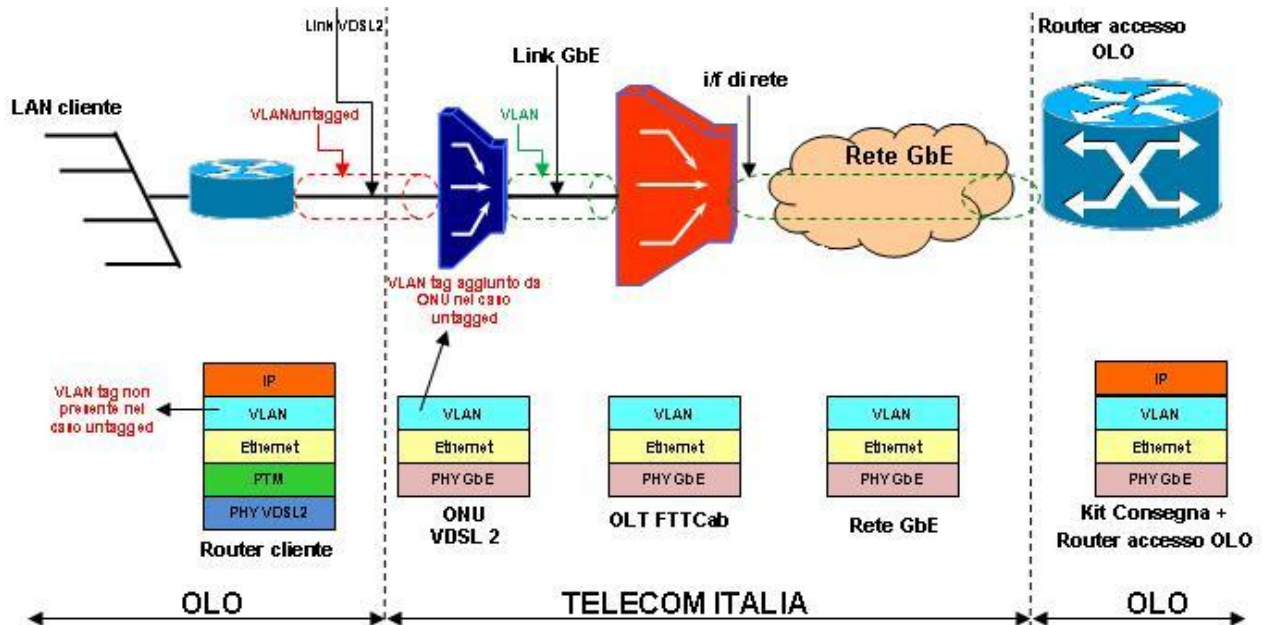 Link VDSL2
Router accesso
OLO
Link GbE
i/f di rete
LAN cliente
VLAN/untagged
VLAN
Rete GbE
VLAN tag aggiunto da
ONU nel caso
untagged
VLAN tag non
presente nel
caso untagged
IP
VLAN
Ethernet
PTM
PHY VDSL2
Router cliente
VLAN
Ethernet
PHY GbE
ONU
VDSL 2
VLAN
Ethernet
PHY GbE
OLT FTTCab
VLAN
Ethernet
PHY GbE
Rete GbE
IP
VLAN
Ethernet
PHY GbE
Kit Consegna +
Router accesso OLO
OLO
TELECOM ITALIA
OLO